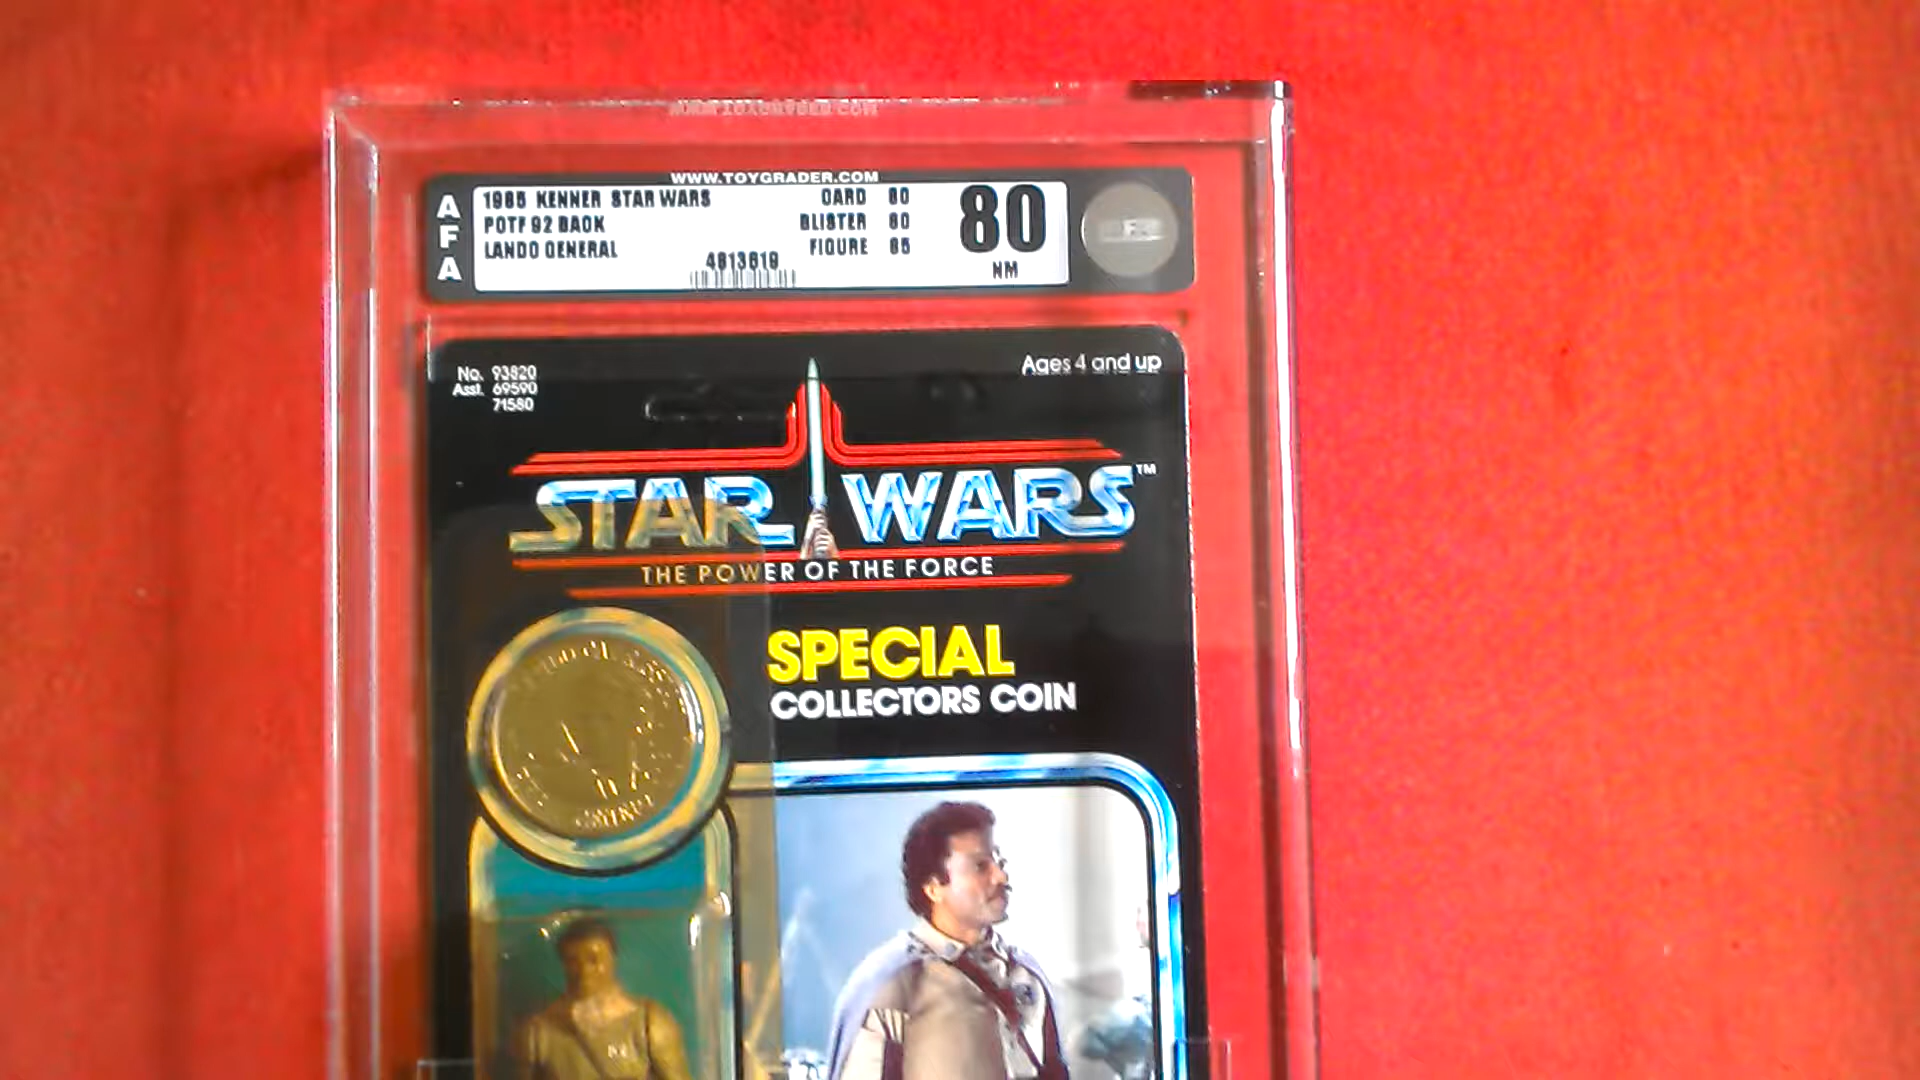 WWW.TOYGRADER.COM
AFA
1985 KENNER STAR WARS
POTF 92 BACK
LANDO GENERAL
CARD 80
BLISTER 80
FIGURE 85
80
NM
No. 93820
Asst. 69590
71580
Ages 4 and up
STAR WARS™
THE POWER OF THE FORCE
SPECIAL
COLLECTORS COIN